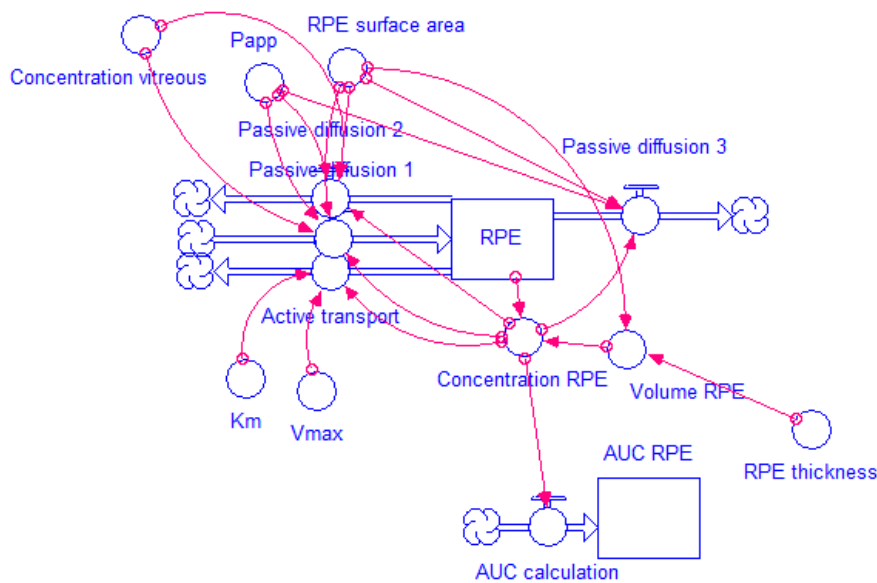 RPE surface area
Papp
Concentration vitreous
Passive diffusion 2
Passive diffusion 3
Passive diffusion 1
RPE
Active transport
Concentration RPE
Volume RPE
Km
Vmax
AUC RPE
RPE thickness
AUC calculation